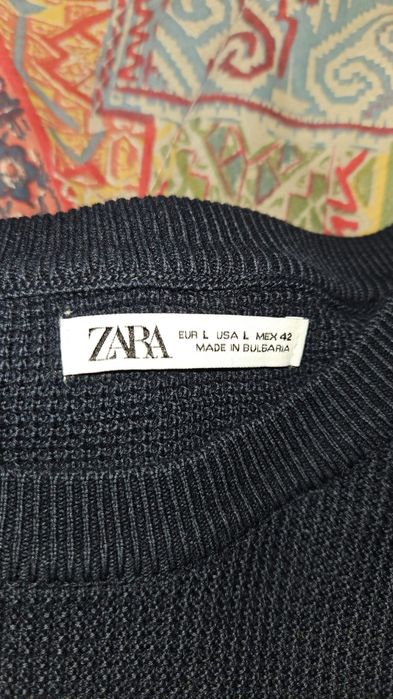 ZARA
EUR L USA L MEX 42
MADE IN BULGARIA